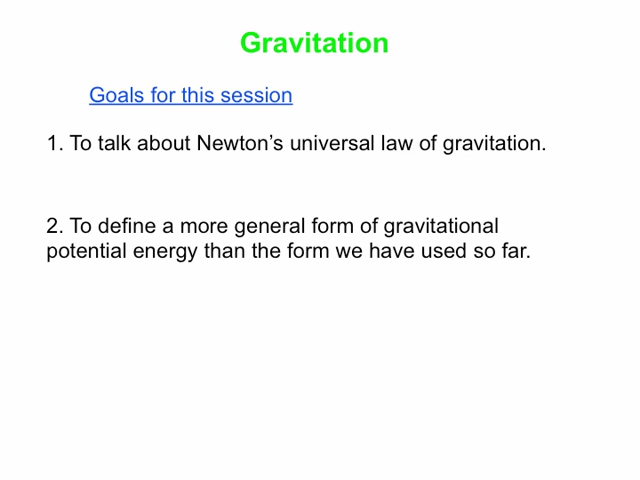 Gravitation
Goals for this session
1. To talk about Newton’s universal law of gravitation.
2. To define a more general form of gravitational
potential energy than the form we have used so far.